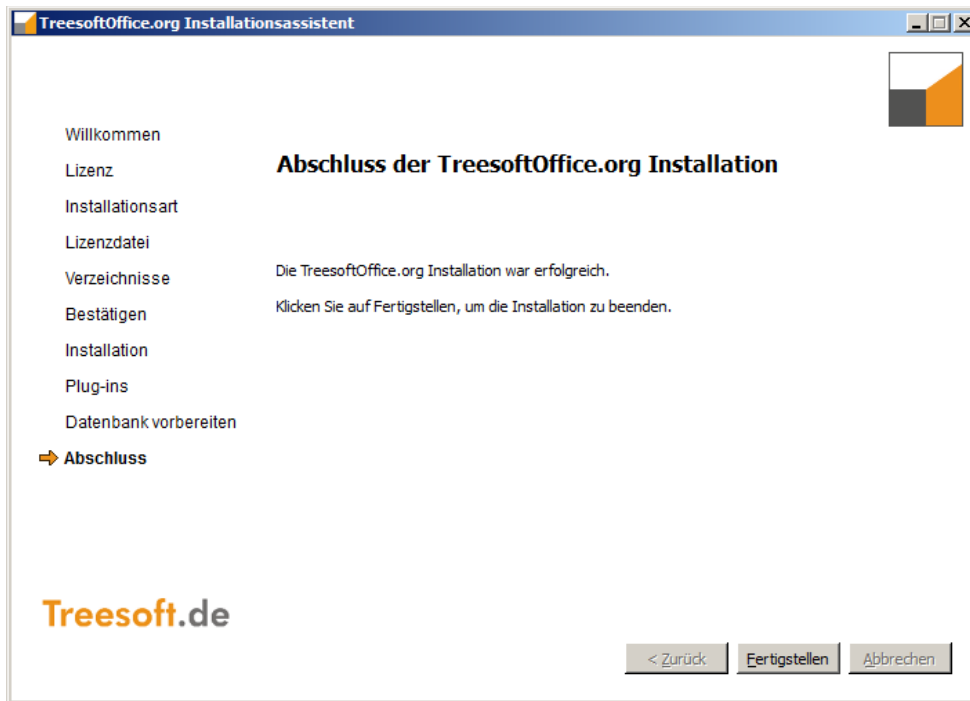 TreesoftOffice.org Installationsassistent
Willkommen
Lizenz
Abschluss der TreesoftOffice.org Installation
Installationsart
Lizenzdatei
Verzeichnisse
Die TreesoftOffice.org Installation war erfolgreich.
Bestätigen
Klicken Sie auf Fertigstellen, um die Installation zu beenden.
Installation
Plug-ins
Datenbank vorbereiten
Abschluss
Treesoft.de
< Zurück
Fertigstellen
Abbrechen